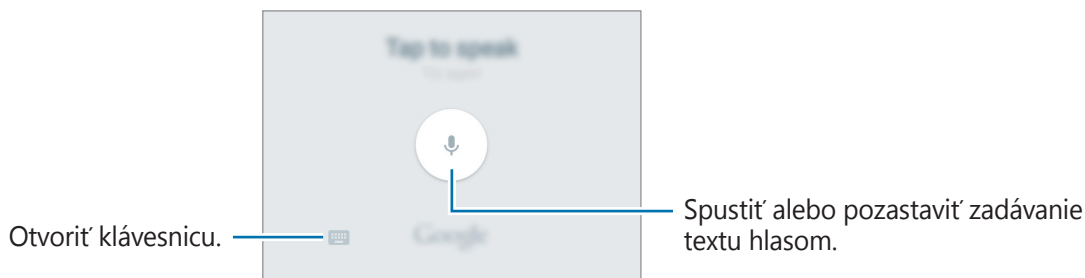 Tap to speak
Google
Otvoriť klávesnicu.
Spustiť alebo pozastaviť zadávanie
textu hlasom.